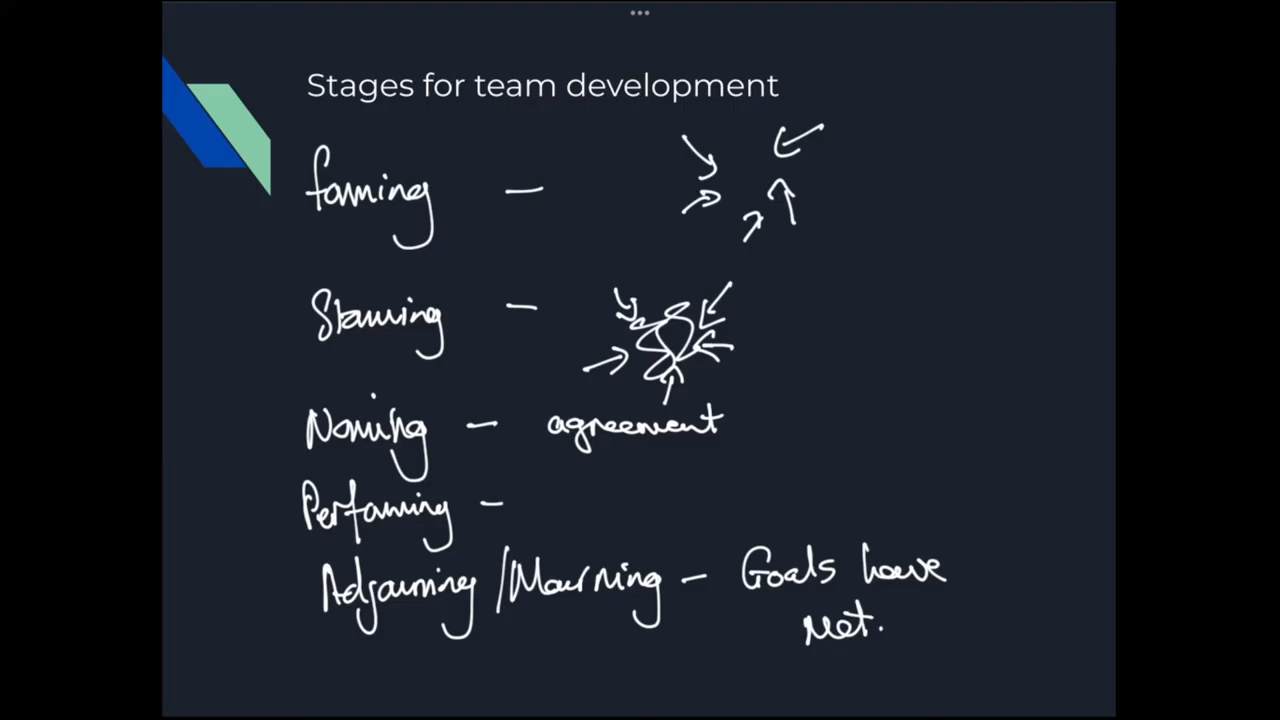 Stages for team development
forming -
Storming -
Norming - agreement
Performing -
Adjourning / Mourning - Goals have
met.